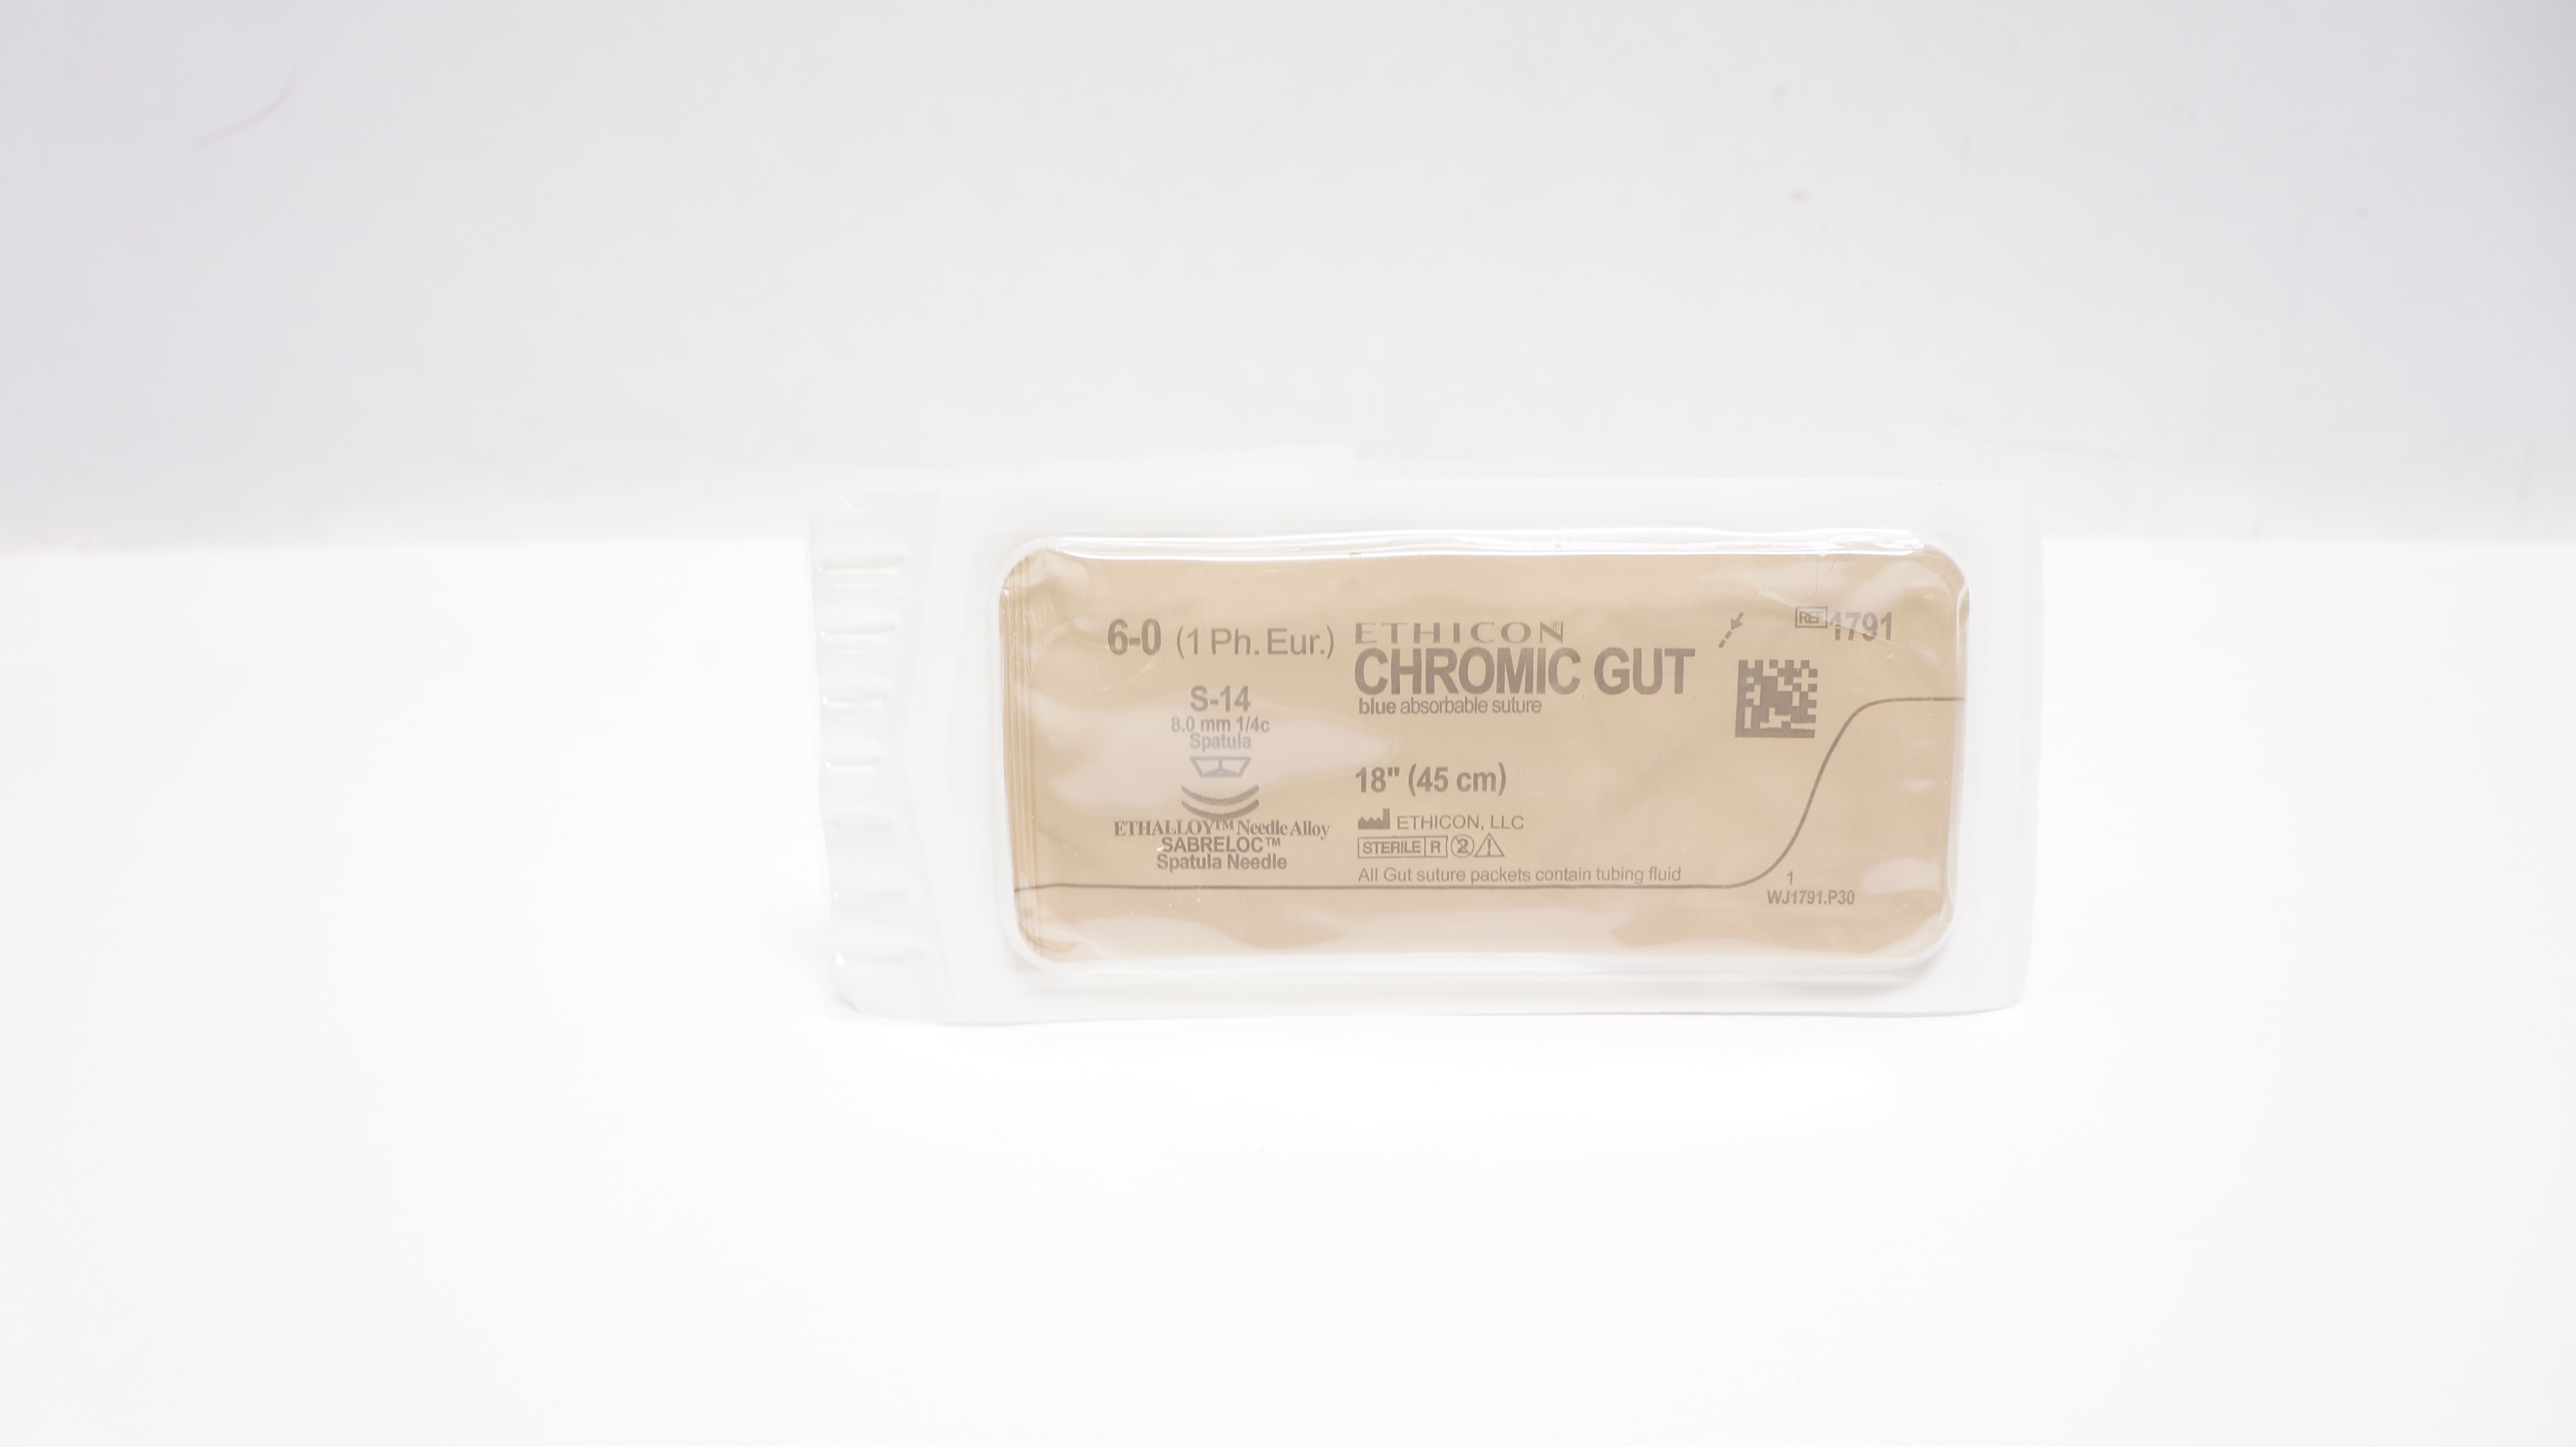 6-0 (1 Ph. Eur.)
S-14
8.0 mm 1/4c
Spatula
ETHALLOY™ Needle Alloy
SABRELOC™
Spatula Needle
ETHICON®
CHROMIC GUT
blue absorbable suture
18" (45 cm)
ETHICON, LLC
STERILE R 2
All Gut suture packets contain tubing fluid
REF 1791
1
WJ1791.P30